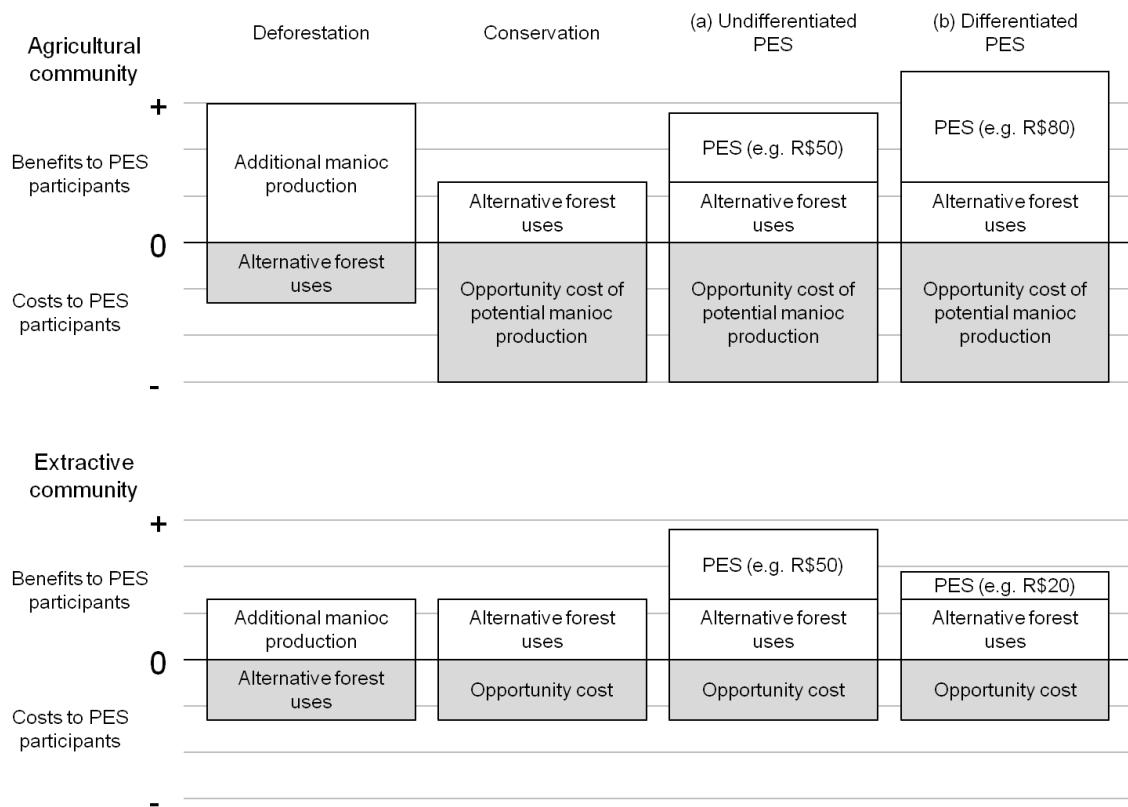 Deforestation
Conservation
(a) Undifferentiated
PES
(b) Differentiated
PES
Agricultural
community
+
Benefits to PES
participants
0
Costs to PES
participants
-
Additional manioc
production
Alternative forest
uses
Alternative forest
uses
Opportunity cost of
potential manioc
production
PES (e.g. R$50)
Alternative forest
uses
Opportunity cost of
potential manioc
production
PES (e.g. R$80)
Alternative forest
uses
Opportunity cost of
potential manioc
production
Extractive
community
+
Benefits to PES
participants
0
Costs to PES
participants
-
Additional manioc
production
Alternative forest
uses
Alternative forest
uses
Opportunity cost
PES (e.g. R$50)
Alternative forest
uses
Opportunity cost
PES (e.g. R$20)
Alternative forest
uses
Opportunity cost